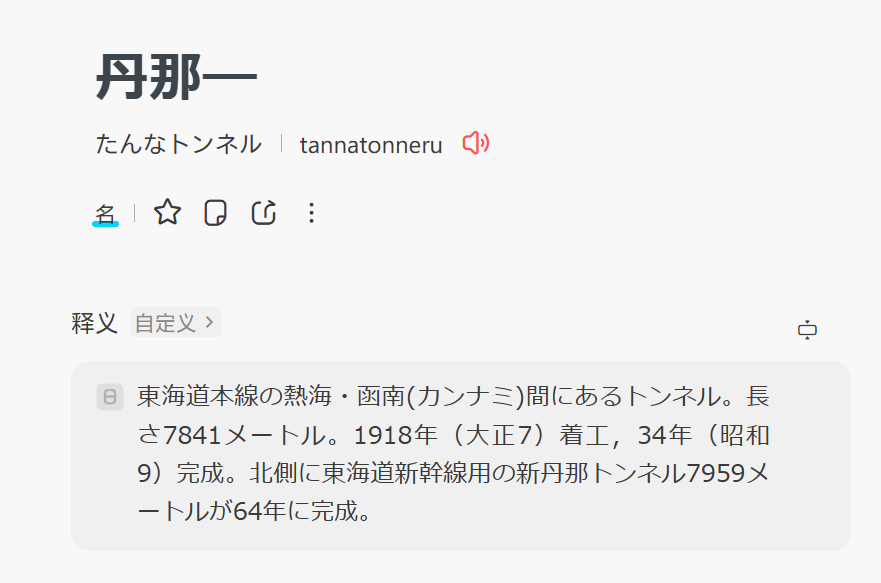 丹那―
たんなトンネル | tannatonneru
名
释义 自定义 >
日 東海道本線の熱海・函南(カンナミ)間にあるトンネル。長
さ7841メートル。1918年（大正7）着工，34年（昭和
9）完成。北側に東海道新幹線用の新丹那トンネル7959メ
ートルが64年に完成。